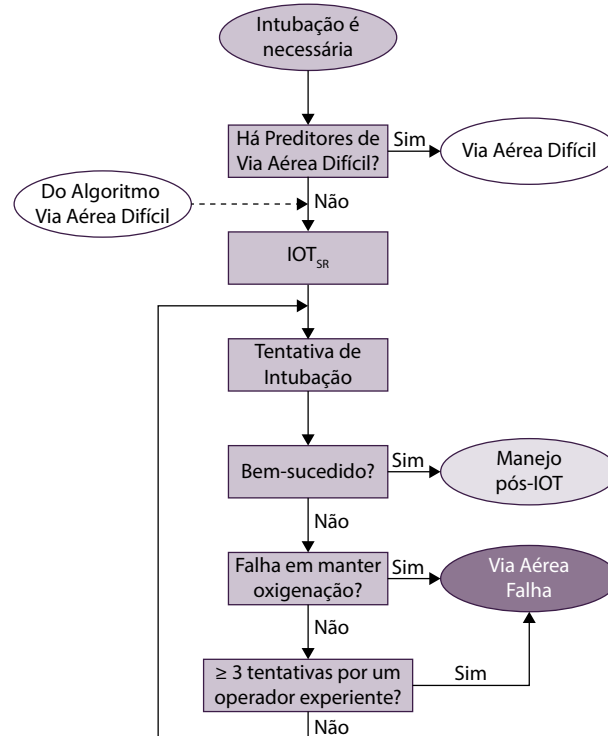 Intubação é
necessária
Há Preditores de
Via Aérea Difícil?
Sim
Via Aérea Difícil
Do Algoritmo
Via Aérea Difícil
Não
IOTSR
Tentativa de
Intubação
Bem-sucedido?
Sim
Manejo
pós-IOT
Não
Falha em manter
oxigenação?
Sim
Via Aérea
Falha
Não
≥ 3 tentativas por um
operador experiente?
Sim
Não